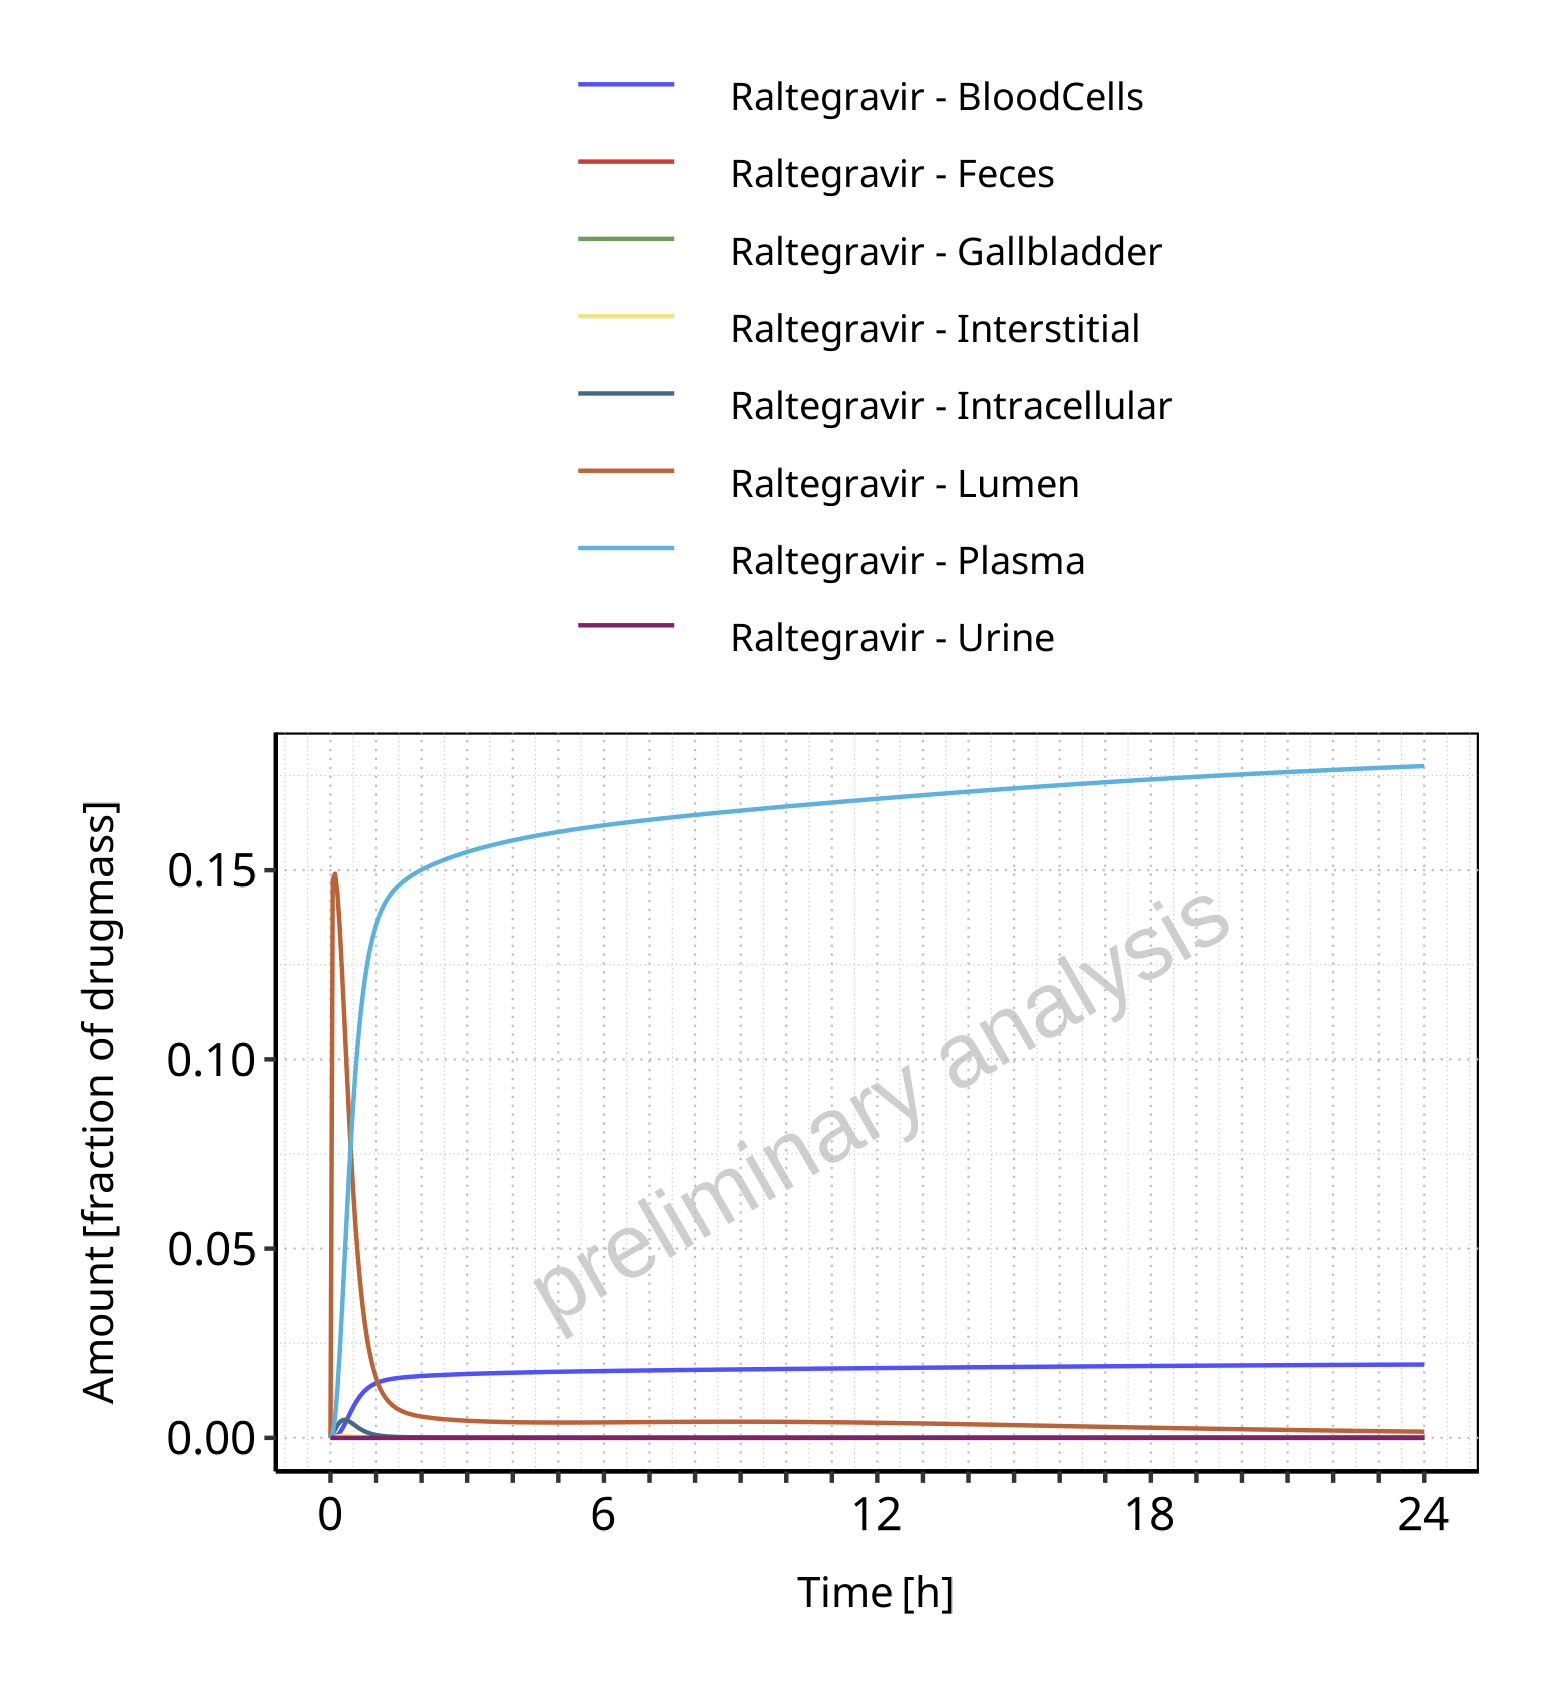 Raltegravir - BloodCells
Raltegravir - Feces
Raltegravir - Gallbladder
Raltegravir - Interstitial
Raltegravir - Intracellular
Raltegravir - Lumen
Raltegravir - Plasma
Raltegravir - Urine
Amount [fraction of drugmass]
0.15
0.10
0.05
0.00
preliminary analysis
0 6 12 18 24
Time [h]